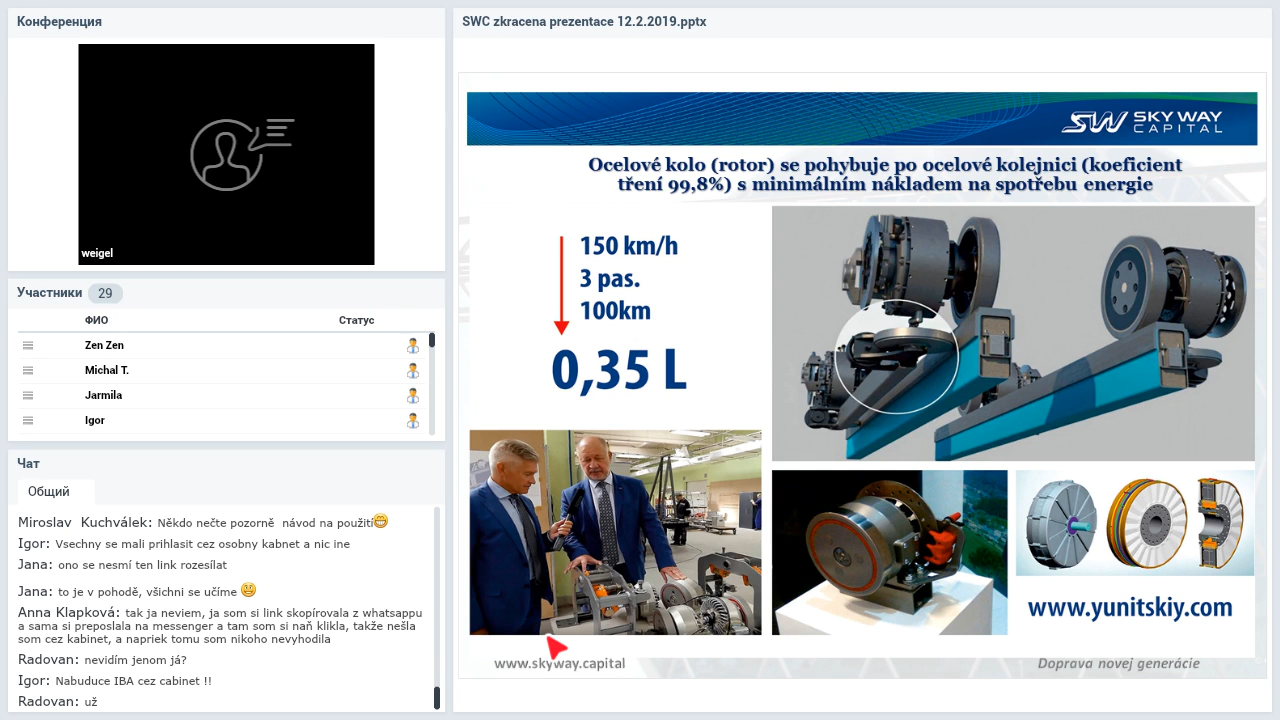 Конференция
weigel
Участники 29
ФИО Статус
Zen Zen
Michal T.
Jarmila
Igor
Чат
Общий
Miroslav Kuchválek: Někdo nečte pozorně návod na použití
Igor: Vsechny se mali prihlasit cez osobny kabnet a nic ine
Jana: ono se nesmí ten link rozesílat
Jana: to je v pohodě, všichni se učíme
Anna Klapková: tak ja neviem, ja som si link skopírovala z whatsappu
a sama si preposlala na messenger a tam som si naň klikla, takže nešla
som cez kabinet, a napriek tomu som nikoho nevyhodila
Radovan: nevidím jenom já?
Igor: Nabuduce IBA cez cabinet !!
Radovan: už
SWC zkracena prezentace 12.2.2019.pptx
SW SKY WAY
CAPITAL
Ocelové kolo (rotor) se pohybuje po ocelové kolejnici (koeficient
tření 99,8%) s minimálním nákladem na spotřebu energie
150 km/h
3 pas.
100km
0,35 L
www.yunitskiy.com
www.skyway.capital
Doprava novej generácie